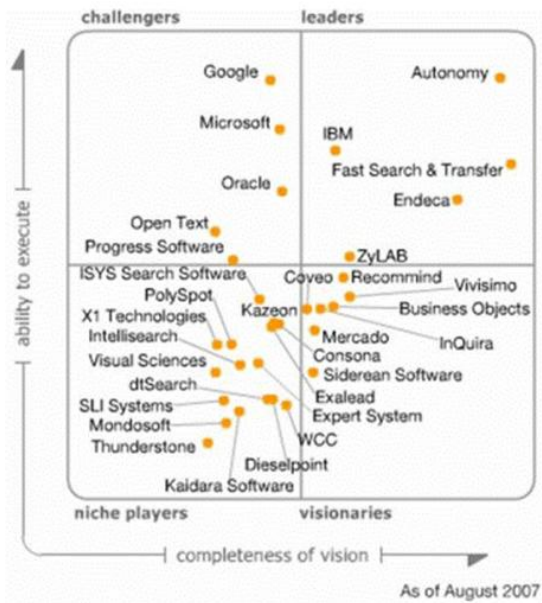 challengers
leaders
Google
Autonomy
Microsoft
IBM
Fast Search & Transfer
Oracle
Endeca
Open Text
Progress Software
ZyLAB
ISYS Search Software
Coveo
Recommind
PolySpot
Vivisimo
Kazeon
Business Objects
X1 Technologies
Intellisearch
Mercado
InQuira
Consona
Visual Sciences
Siderean Software
dtSearch
Exalead
SLI Systems
Expert System
Mondosoft
WCC
Thunderstone
Dieselpoint
Kaidara Software
niche players
visionaries
ability to execute
completeness of vision
As of August 2007